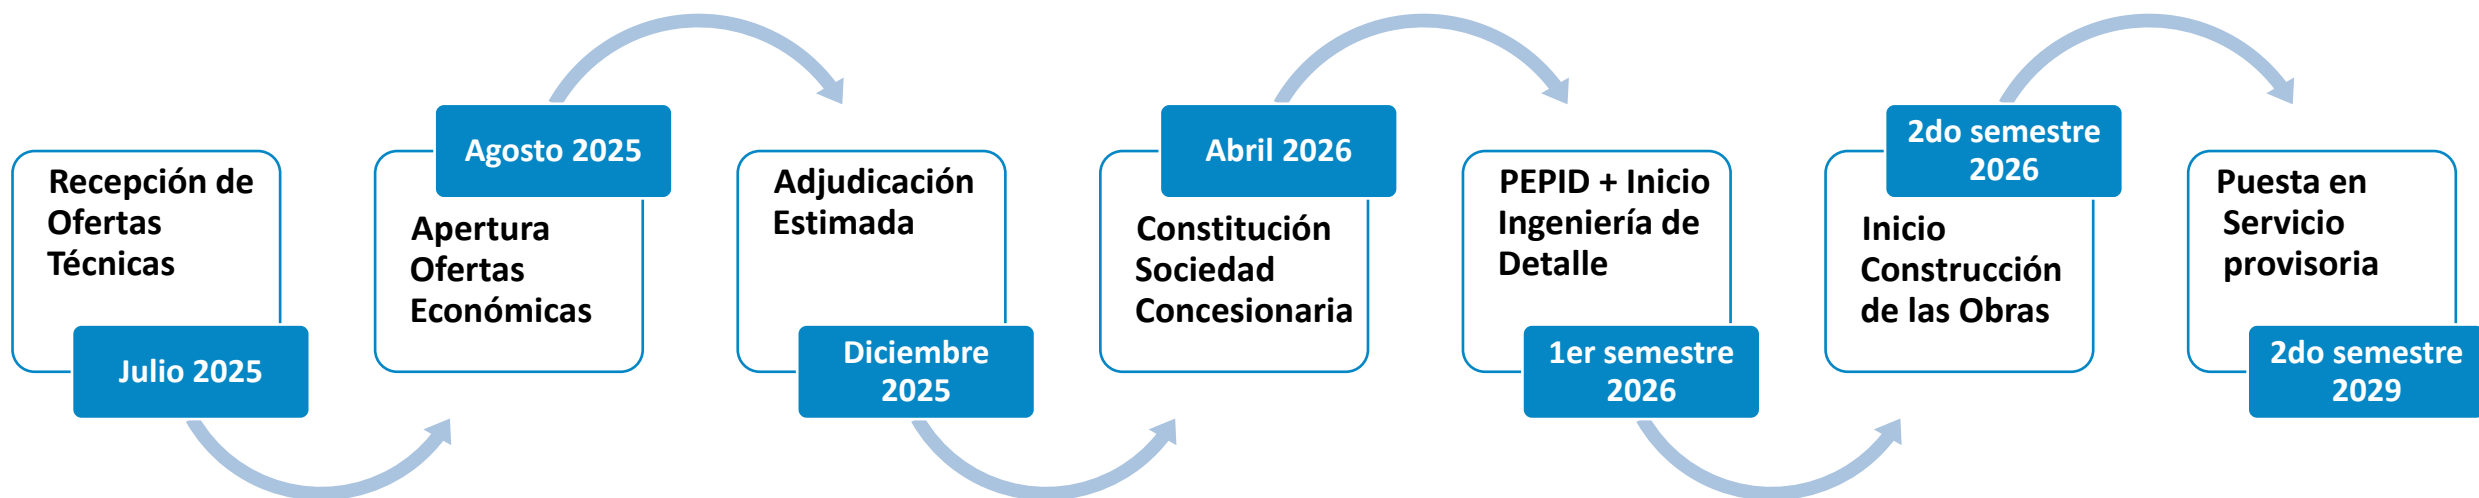 Recepción de
Ofertas
Técnicas
Julio 2025
Agosto 2025
Apertura
Ofertas
Económicas
Adjudicación
Estimada
Diciembre
2025
Abril 2026
Constitución
Sociedad
Concesionaria
PEPID + Inicio
Ingeniería de
Detalle
1er semestre
2026
2do semestre
2026
Inicio
Construcción
de las Obras
Puesta en
Servicio
provisoria
2do semestre
2029